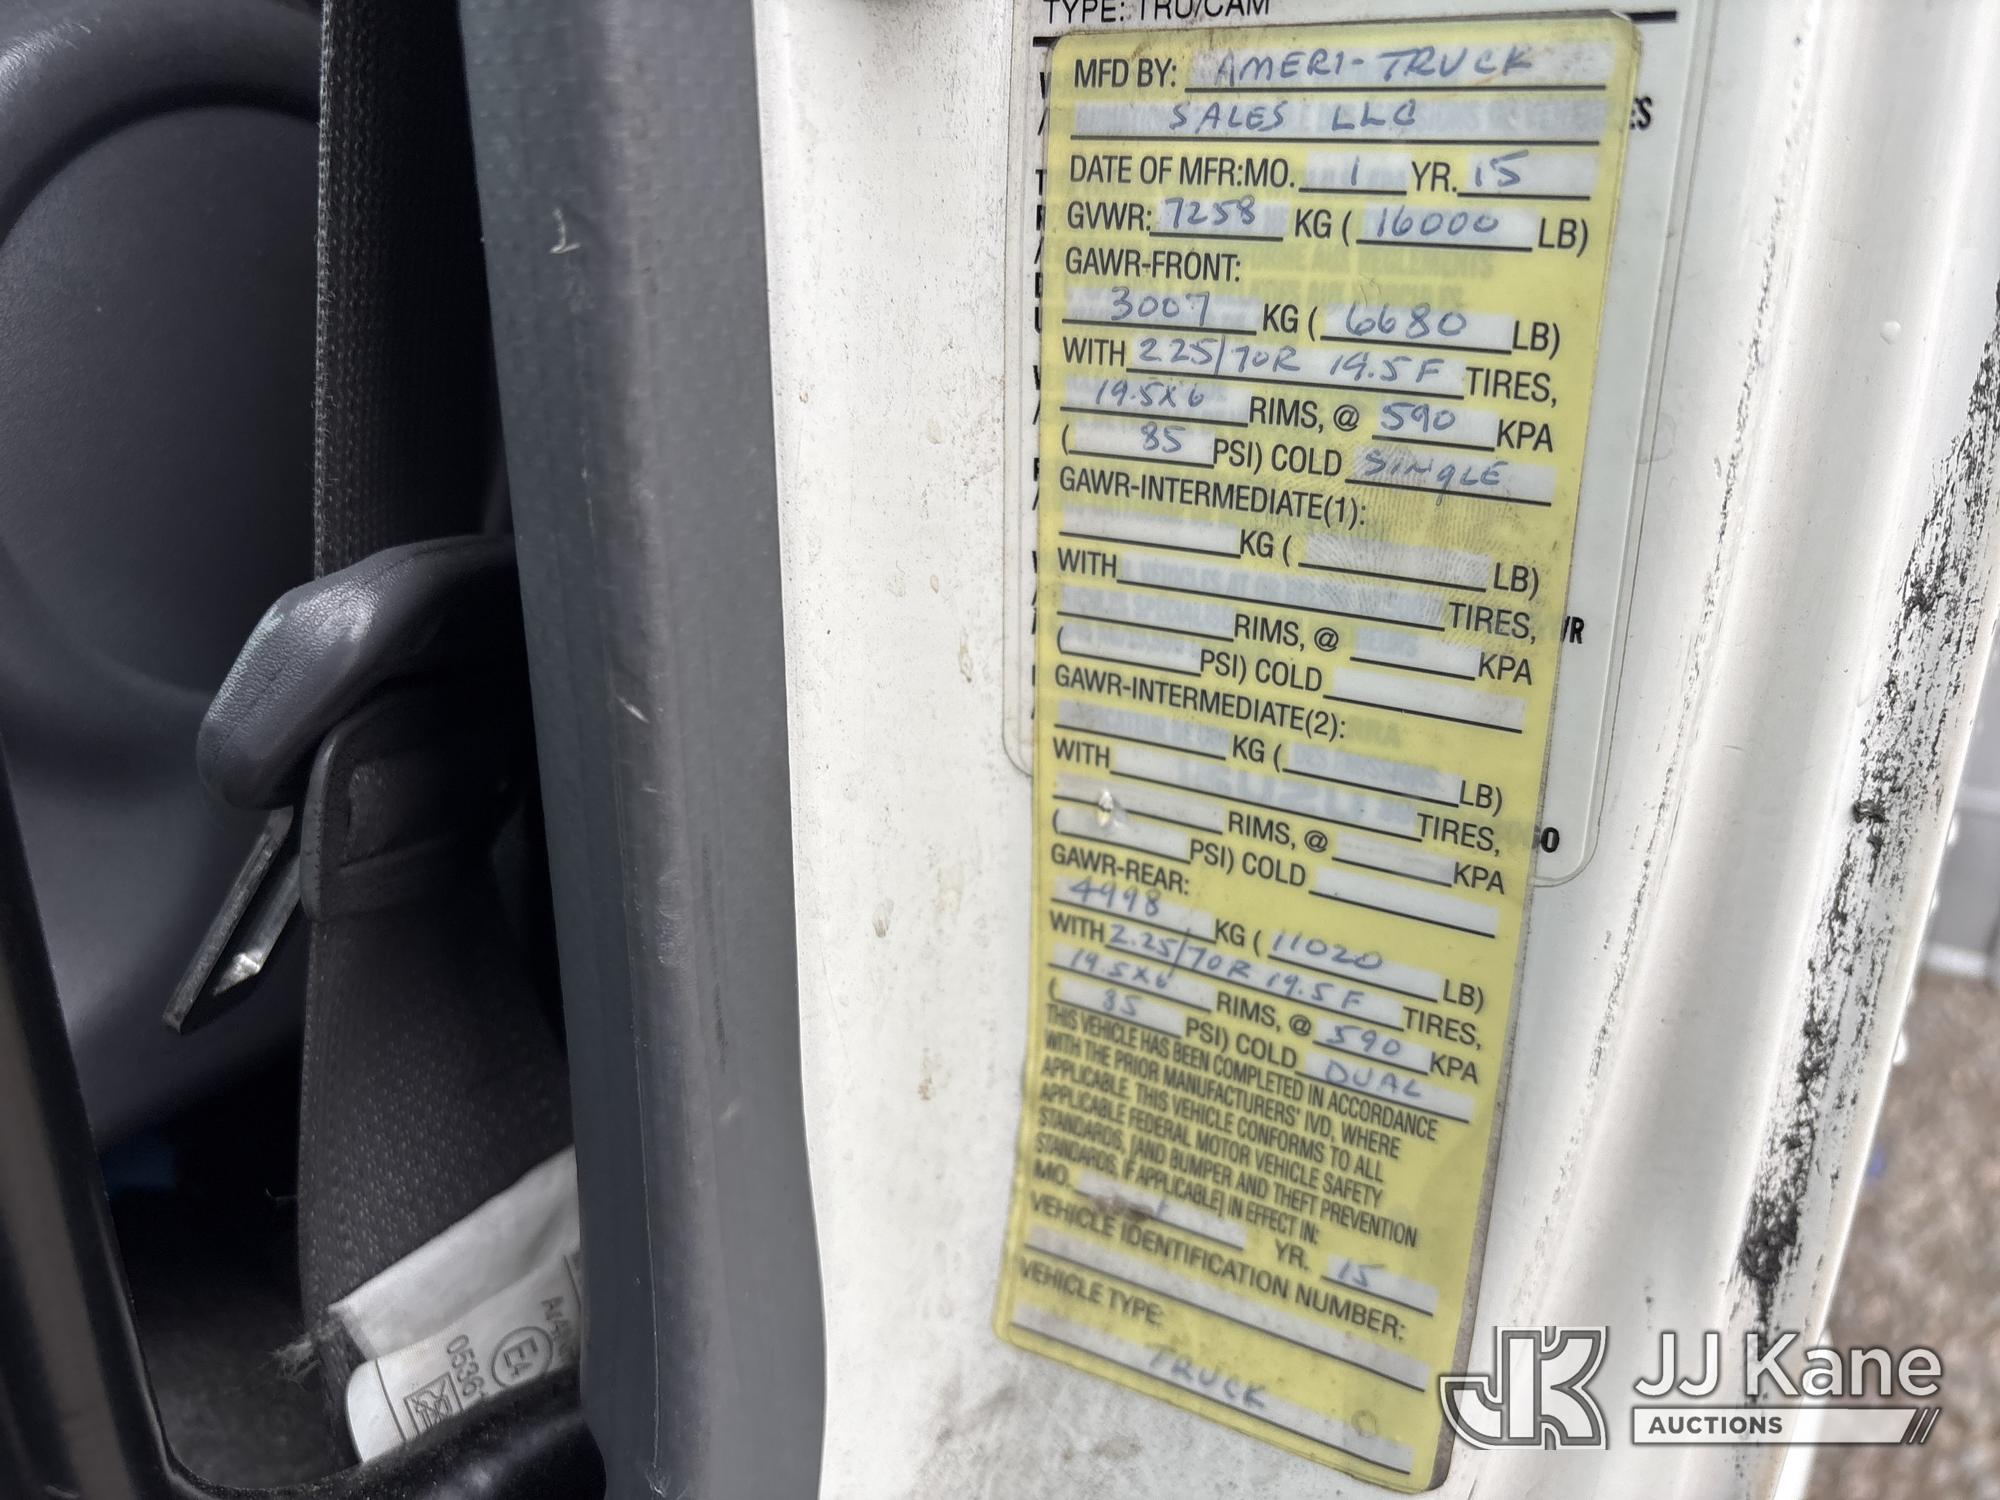 TYPE: TRU/CAM
MFD BY: AMERI-TRUCK
SALES LLC
DATE OF MFR:MO. 1 YR. 15
GVWR: 7258 KG ( 16000 LB)
GAWR-FRONT:
3007 KG ( 6680 LB)
WITH 225/70R 19.5F TIRES,
19.5X6 RIMS, @ 590 KPA
( 85 PSI) COLD SINgLE
GAWR-INTERMEDIATE(1):
KG ( LB)
WITH TIRES,
RIMS, @ KPA
( PSI) COLD
GAWR-INTERMEDIATE(2):
KG ( LB)
WITH TIRES,
RIMS, @ KPA
( PSI) COLD
GAWR-REAR:
4998 KG ( 11020 LB)
WITH 2.25/70R 19.5F TIRES,
19.5X6 RIMS, @ 590 KPA
( 85 PSI) COLD DUAL
THIS VEHICLE HAS BEEN COMPLETED IN ACCORDANCE
WITH THE PRIOR MANUFACTURERS' IVD, WHERE
APPLICABLE. THIS VEHICLE CONFORMS TO ALL
APPLICABLE FEDERAL MOTOR VEHICLE SAFETY
STANDARDS, [AND BUMPER AND THEFT PREVENTION
STANDARDS, IF APPLICABLE] IN EFFECT IN:
MO. 1 YR. 15
VEHICLE IDENTIFICATION NUMBER:
VEHICLE TYPE:
TRUCK
E4
JK JJ Kane
AUCTIONS